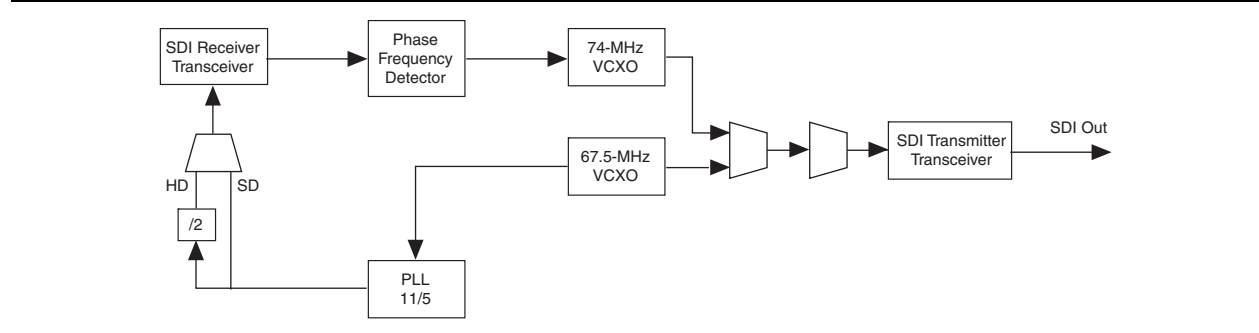 SDI Receiver
Transceiver
Phase
Frequency
Detector
74-MHz
VCXO
67.5-MHz
VCXO
SDI Transmitter
Transceiver
SDI Out
HD
SD
/2
PLL
11/5